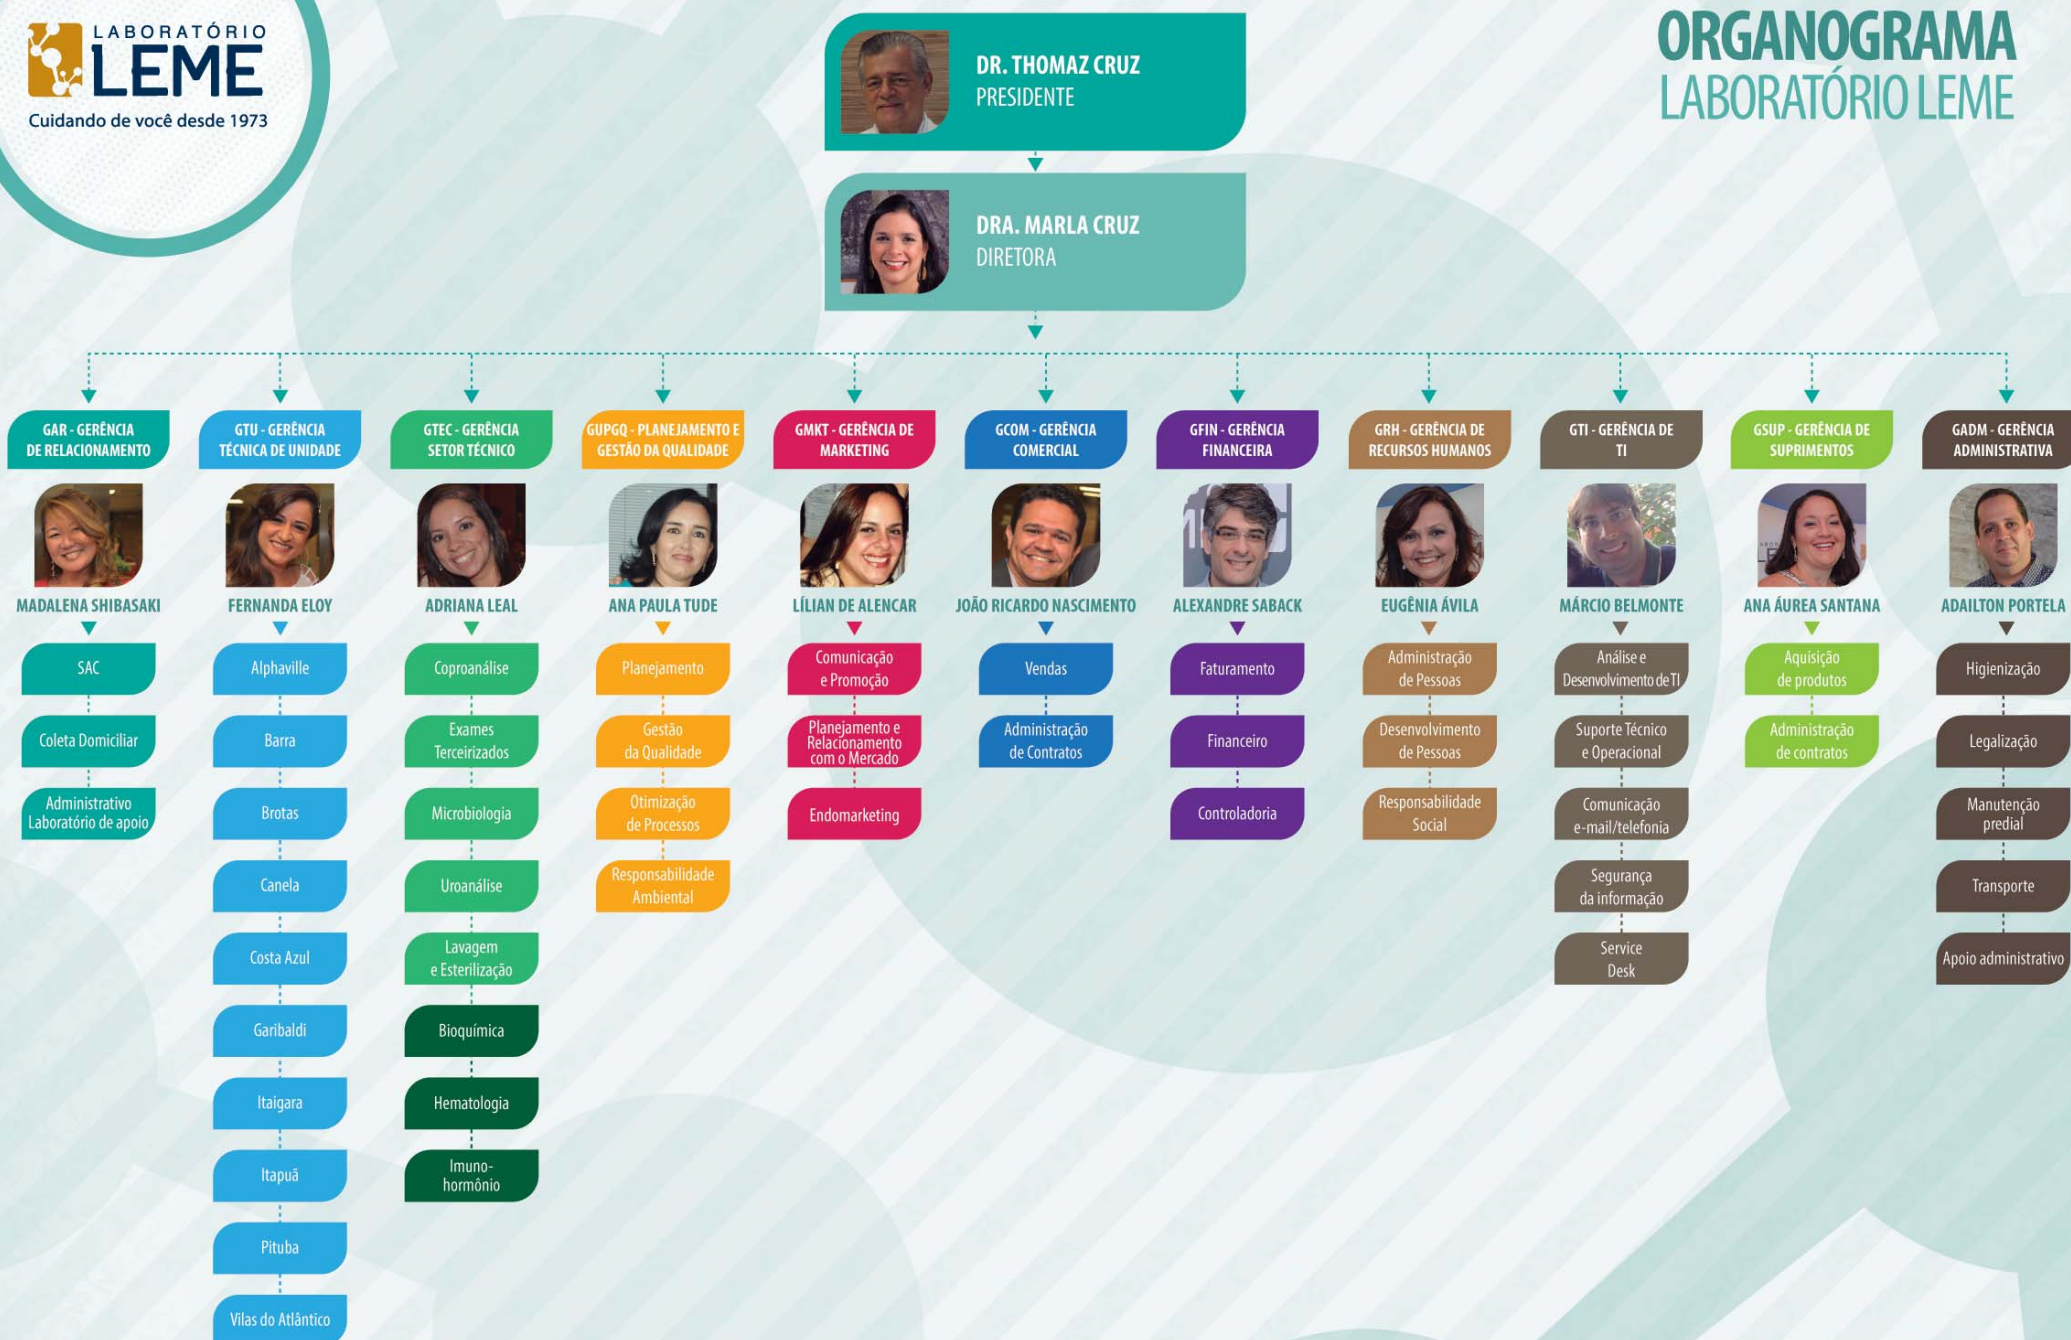 LABORATÓRIO
LEME
Cuidando de você desde 1973
DR. THOMAZ CRUZ
PRESIDENTE
ORGANOGRAMA
LABORATÓRIO LEME
DRA. MARLA CRUZ
DIRETORA
GAR - GERÊNCIA
DE RELACIONAMENTO
MADALENA SHIBASAKI
SAC
Coleta Domiciliar
Administrativo
Laboratório de apoio
GTU - GERÊNCIA
TÉCNICA DE UNIDADE
FERNANDA ELOY
Alphaville
Barra
Brotas
Canela
Costa Azul
Garibaldi
Itaigara
Itapuã
Pituba
Vilas do Atlântico
GTEC - GERÊNCIA
SETOR TÉCNICO
ADRIANA LEAL
Coproanálise
Exames
Terceirizados
Microbiologia
Uroanálise
Lavagem
e Esterilização
Bioquímica
Hematologia
Imuno-
hormônio
GUPGQ - PLANEJAMENTO E
GESTÃO DA QUALIDADE
ANA PAULA TUDE
Planejamento
Gestão
da Qualidade
Otimização
de Processos
Responsabilidade
Ambiental
GMKT - GERÊNCIA DE
MARKETING
LÍLIAN DE ALENCAR
Comunicação
e Promoção
Planejamento e
Relacionamento
com o Mercado
Endomarketing
GCOM - GERÊNCIA
COMERCIAL
JOÃO RICARDO NASCIMENTO
Vendas
Administração
de Contratos
GFIN - GERÊNCIA
FINANCEIRA
ALEXANDRE SABACK
Faturamento
Financeiro
Controladoria
GRH - GERÊNCIA DE
RECURSOS HUMANOS
EUGÊNIA ÁVILA
Administração
de Pessoas
Desenvolvimento
de Pessoas
Responsabilidade
Social
GTI - GERÊNCIA DE
TI
MÁRCIO BELMONTE
Análise e
Desenvolvimento de TI
Suporte Técnico
e Operacional
Comunicação
e-mail/telefonia
Segurança
da informação
Service
Desk
GSUP - GERÊNCIA DE
SUPRIMENTOS
ANA ÁUREA SANTANA
Aquisição
de produtos
Administração
de contratos
GADM - GERÊNCIA
ADMINISTRATIVA
ADAILTON PORTELA
Higienização
Legalização
Manutenção
predial
Transporte
Apoio administrativo